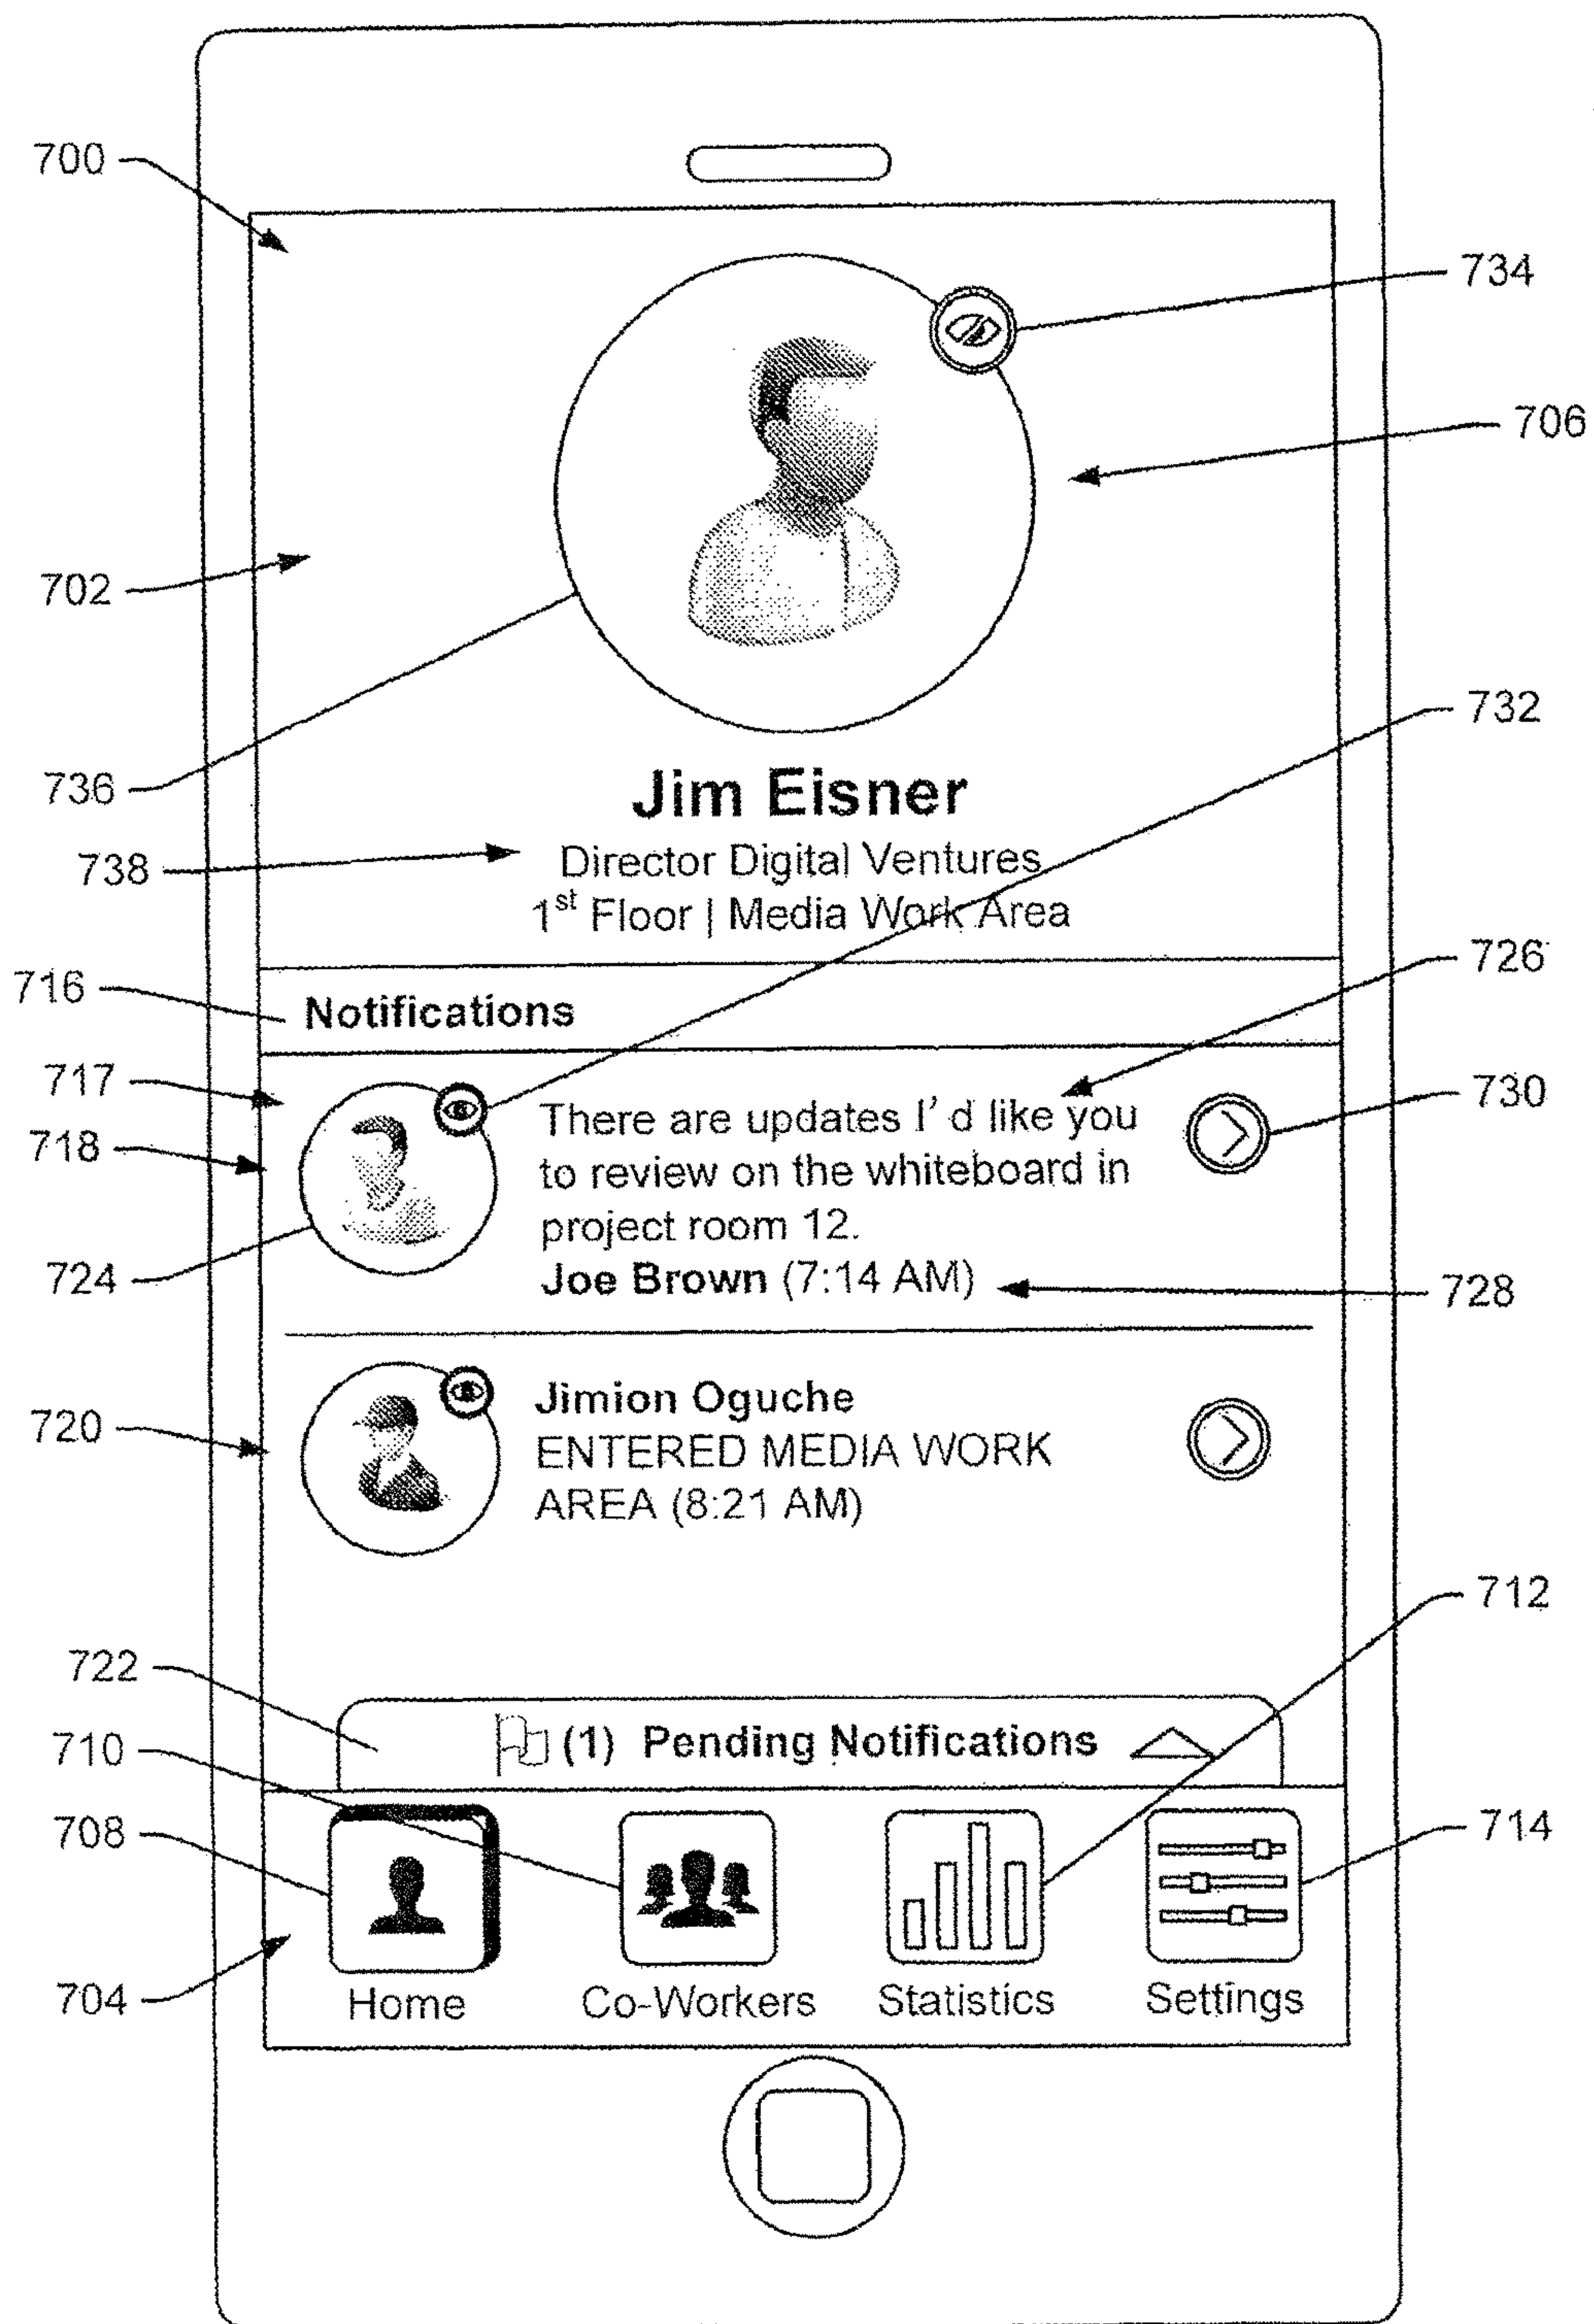 700
734
706
702
732
736
Jim Eisner
738
Director Digital Ventures
1st Floor | Media Work Area
726
716
Notifications
717
730
There are updates I' d like you
718
to review on the whiteboard in
project room 12.
724
Joe Brown (7:14 AM)
728
Jimion Oguche
720
ENTERED MEDIA WORK
AREA (8:21 AM)
712
722
710
(1) Pending Notifications
708
714
704
Home Co-Workers Statistics Settings